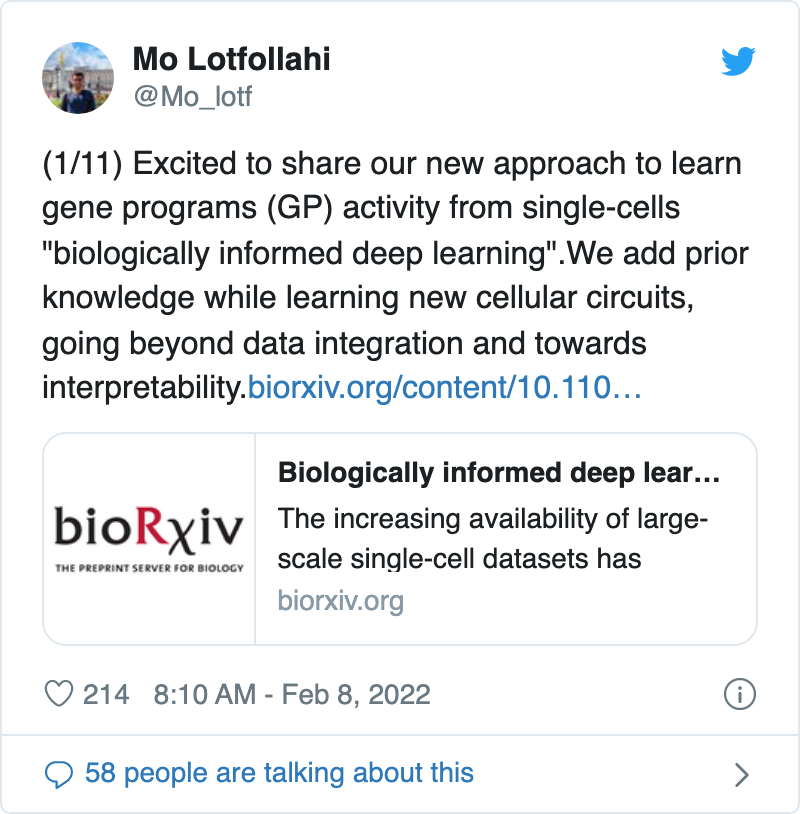 Mo Lotfollahi
@Mo_lotf
(1/11) Excited to share our new approach to learn
gene programs (GP) activity from single-cells
"biologically informed deep learning".We add prior
knowledge while learning new cellular circuits,
going beyond data integration and towards
interpretability.biorxiv.org/content/10.110…
bioRχiv
THE PREPRINT SERVER FOR BIOLOGY
Biologically informed deep lear…
The increasing availability of large-
scale single-cell datasets has
biorxiv.org
214 8:10 AM - Feb 8, 2022
58 people are talking about this